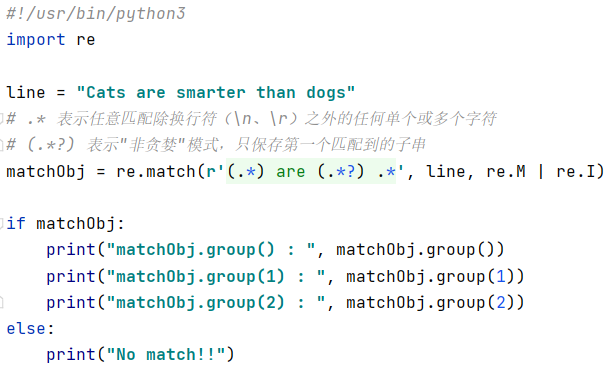 #!/usr/bin/python3
import re
line = "Cats are smarter than dogs"
# .* 表示任意匹配除换行符（\n、\r）之外的任何单个或多个字符
# (.*?) 表示"非贪婪"模式，只保存第一个匹配到的子串
matchObj = re.match(r'(.*) are (.*?) .*', line, re.M | re.I)
if matchObj:
    print("matchObj.group() : ", matchObj.group())
    print("matchObj.group(1) : ", matchObj.group(1))
    print("matchObj.group(2) : ", matchObj.group(2))
else:
    print("No match!!")